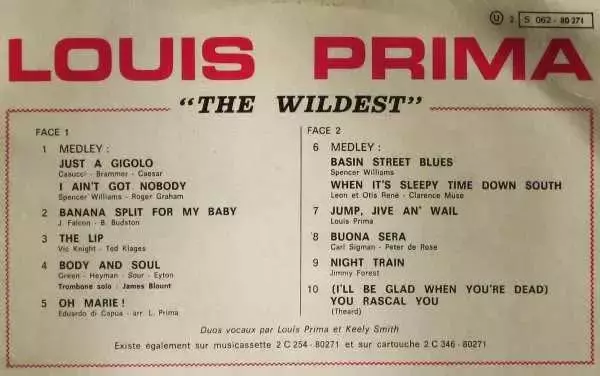 U 2 S 062 - 80 271
LOUIS PRIMA
“THE WILDEST”
FACE 1
1 MEDLEY :
JUST A GIGOLO
Casucci - Brammer - Caesar
I AIN'T GOT NOBODY
Spencer Williams - Roger Graham
2 BANANA SPLIT FOR MY BABY
J. Falcon - B. Budston
3 THE LIP
Vic Knight - Ted Klages
4 BODY AND SOUL
Green - Heyman - Sour - Eyton
Trombone solo : James Blount
5 OH MARIE !
Eduardo di Capua - arr. L. Prima
FACE 2
6 MEDLEY :
BASIN STREET BLUES
Spencer Williams
WHEN IT'S SLEEPY TIME DOWN SOUTH
Leon et Otis René - Clarence Muse
7 JUMP, JIVE AN' WAIL
Louis Prima
8 BUONA SERA
Carl Sigman - Peter de Rose
9 NIGHT TRAIN
Jimmy Forest
10 (I'LL BE GLAD WHEN YOU'RE DEAD)
YOU RASCAL YOU
(Theard)
Duos vocaux par Louis Prima et Keely Smith
Existe également sur musicassette 2 C 254 - 80271 et sur cartouche 2 C 346 - 80271